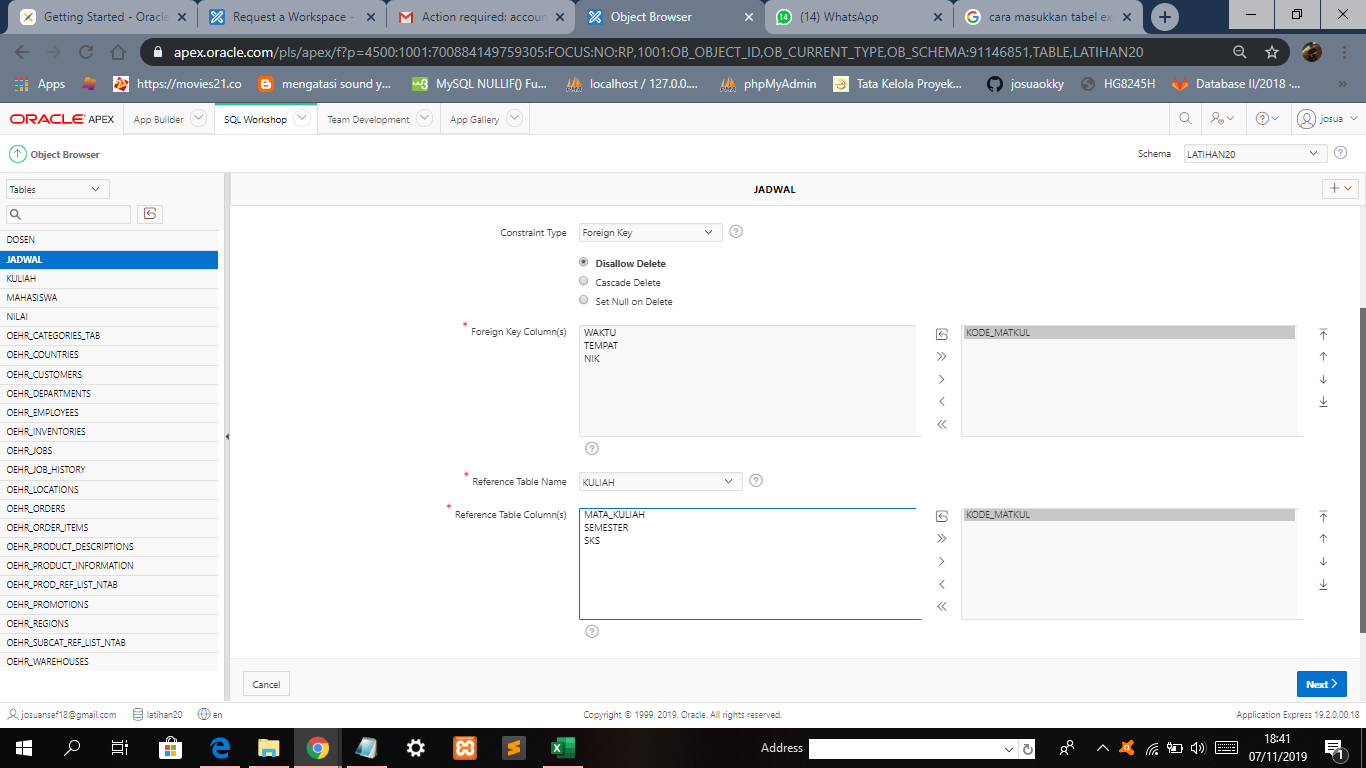 Getting Started - Oracle
Request a Workspace -
Action required: accoun
Object Browser
(14) WhatsApp
cara masukkan tabel ex
apex.oracle.com/pls/apex/f?p=4500:1001:700884149759305:FOCUS:NO:RP,1001:OB_OBJECT_ID,OB_CURRENT_TYPE,OB_SCHEMA:91146851,TABLE,LATIHAN20
Apps
https://movies21.co
mengatasi sound y...
MySQL NULLIF() Fu...
localhost / 127.0.0....
phpMyAdmin
Tata Kelola Proyek...
josuaokky
HG8245H
Database II/2018 -...
»
ORACLE APEX
App Builder
SQL Workshop
Team Development
App Gallery
josua
Object Browser
Schema
LATIHAN20
Tables
JADWAL
DOSEN
JADWAL
KULIAH
MAHASISWA
NILAI
OEHR_CATEGORIES_TAB
OEHR_COUNTRIES
OEHR_CUSTOMERS
OEHR_DEPARTMENTS
OEHR_EMPLOYEES
OEHR_INVENTORIES
OEHR_JOBS
OEHR_JOB_HISTORY
OEHR_LOCATIONS
OEHR_ORDERS
OEHR_ORDER_ITEMS
OEHR_PRODUCT_DESCRIPTIONS
OEHR_PRODUCT_INFORMATION
OEHR_PROD_REF_LIST_NTAB
OEHR_PROMOTIONS
OEHR_REGIONS
OEHR_SUBCAT_REF_LIST_NTAB
OEHR_WAREHOUSES
Constraint Type
Foreign Key
Disallow Delete
Cascade Delete
Set Null on Delete
* Foreign Key Column(s)
WAKTU
TEMPAT
NIK
KODE_MATKUL
* Reference Table Name
KULIAH
* Reference Table Column(s)
MATA_KULIAH
SEMESTER
SKS
KODE_MATKUL
Cancel
Next
josuansef18@gmail.com
latihan20
en
Copyright © 1999, 2019, Oracle. All rights reserved.
Application Express 19.2.0.00.18
Address
18:41
07/11/2019
1